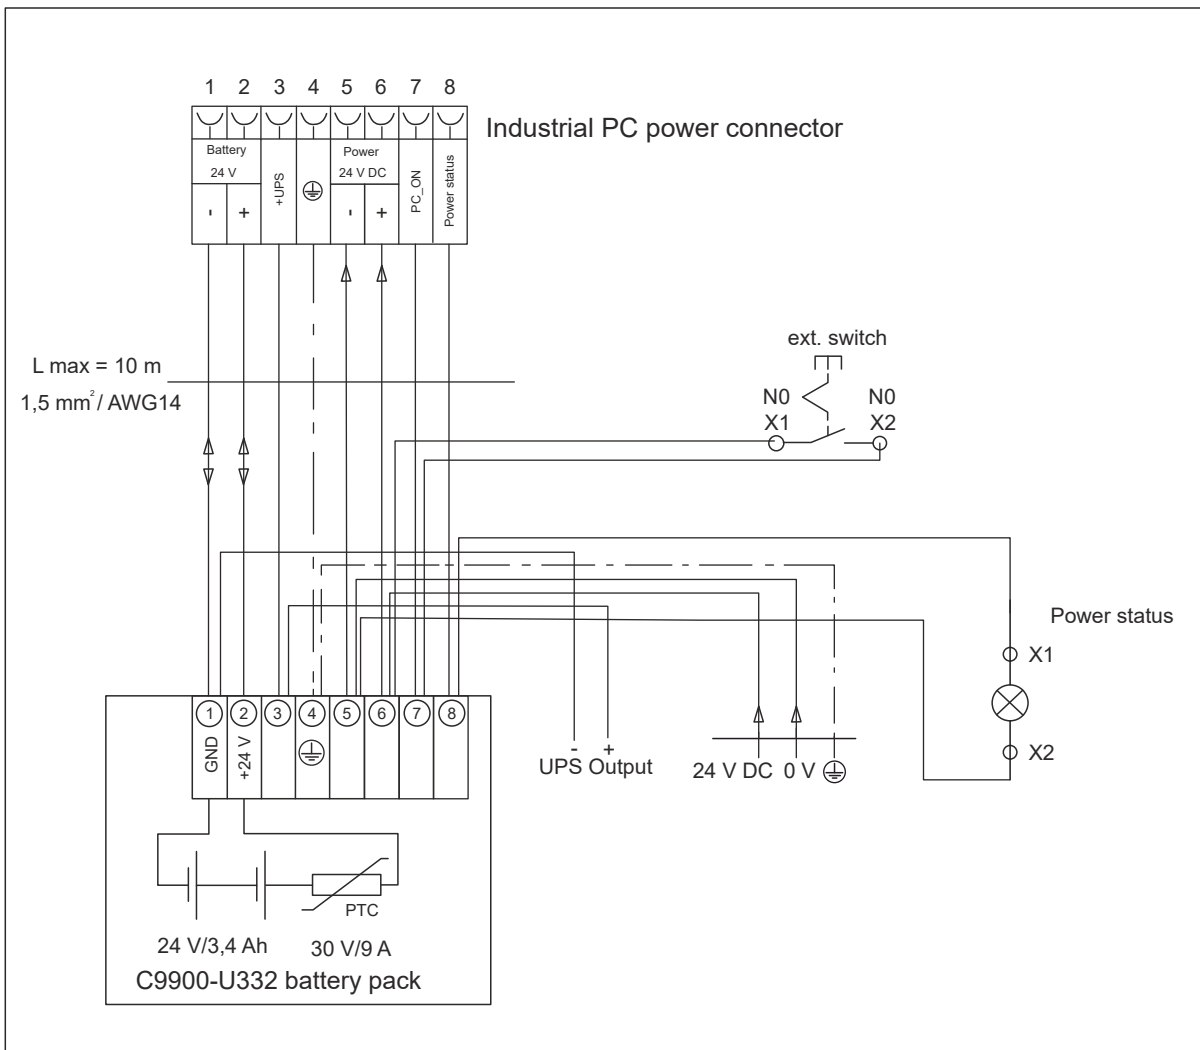 1 2 3 4 5 6 7 8
Industrial PC power connector
Battery
24 V
- +
+UPS
Power
24 V DC
- +
PC_ON
Power status
L max = 10 m
1,5 mm²/ AWG14
ext. switch
N0 N0
X1 X2
Power status
X1
X2
1 2 3 4 5 6 7 8
GND
+24 V
- +
UPS Output
24 V DC 0 V
PTC
24 V/3,4 Ah
30 V/9 A
C9900-U332 battery pack